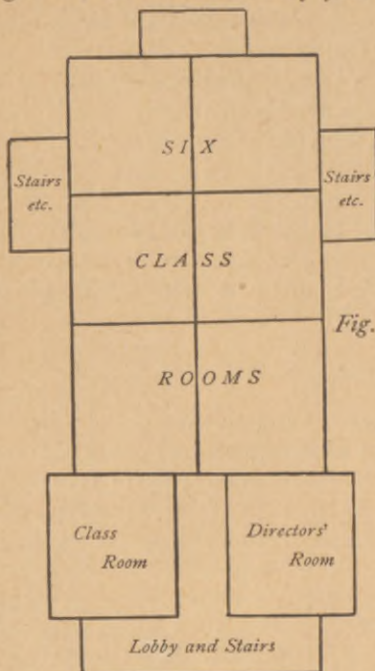 SIX
Stairs
etc.
Stairs
etc.
CLASS
Fig.
ROOMS
Class
Room
Directors'
Room
Lobby and Stairs